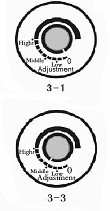 High
Middle
Low
0
Adjustment
3-1
High
Middle
Low
0
Adjustment
3-3